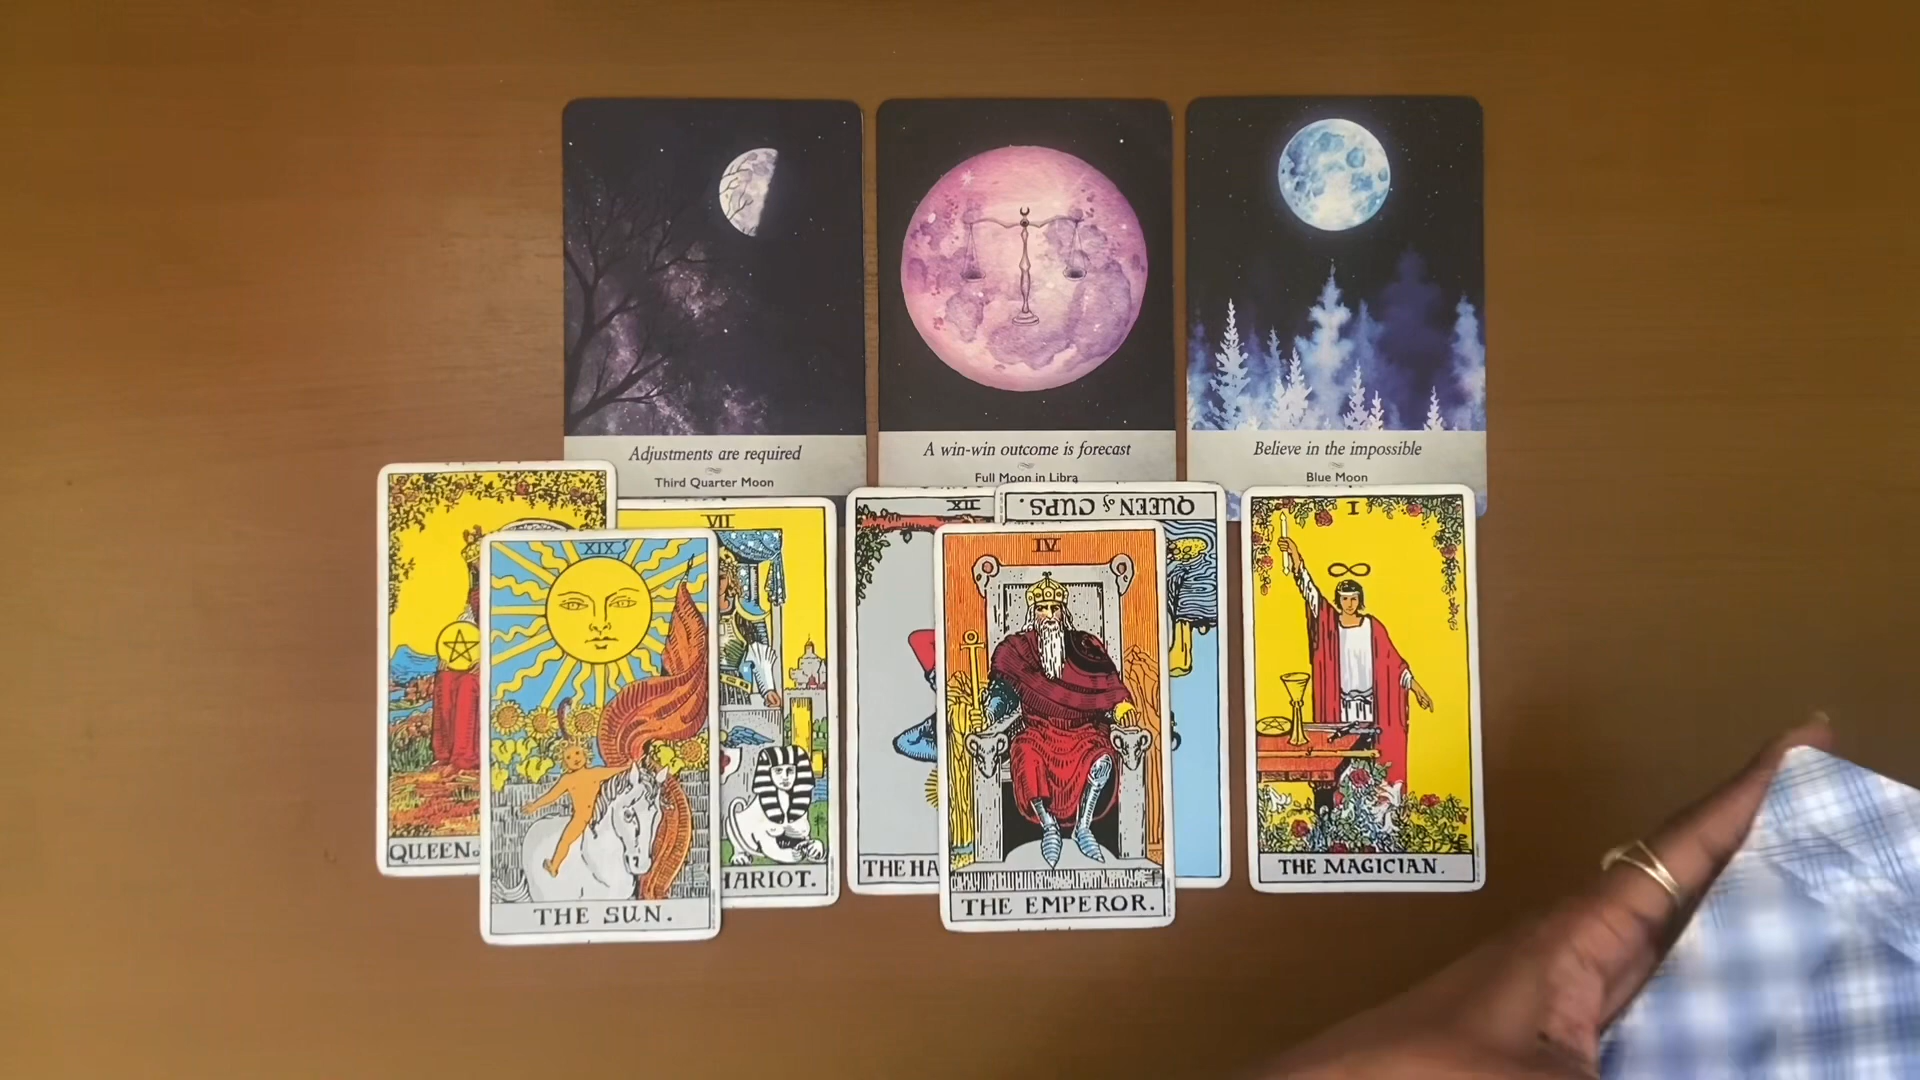 Adjustments are required
Third Quarter Moon
A win-win outcome is forecast
Full Moon in Libra
Believe in the impossible
Blue Moon
QUEEN
XIX
THE SUN.
VII
HARIOT.
XII
THE HA
QUEEN of CUPS.
IV
THE EMPEROR.
I
THE MAGICIAN.